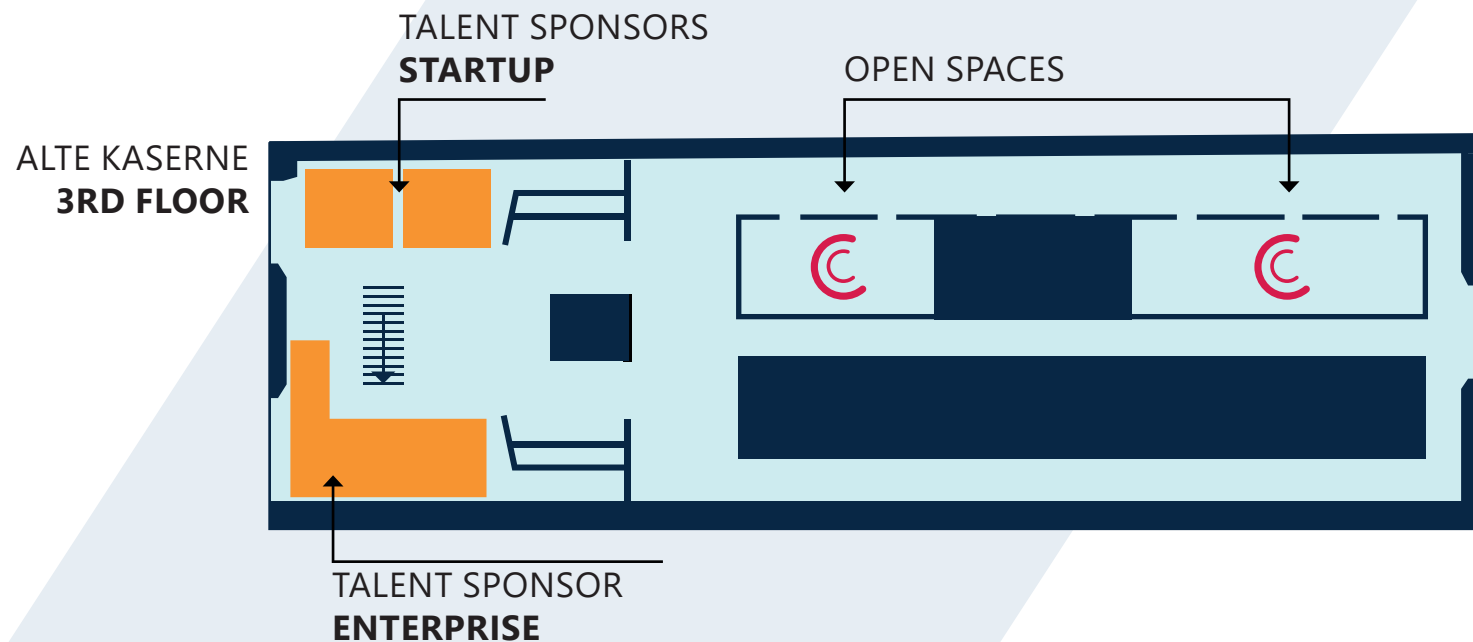 TALENT SPONSORS
STARTUP
OPEN SPACES
ALTE KASERNE
3RD FLOOR
TALENT SPONSOR
ENTERPRISE